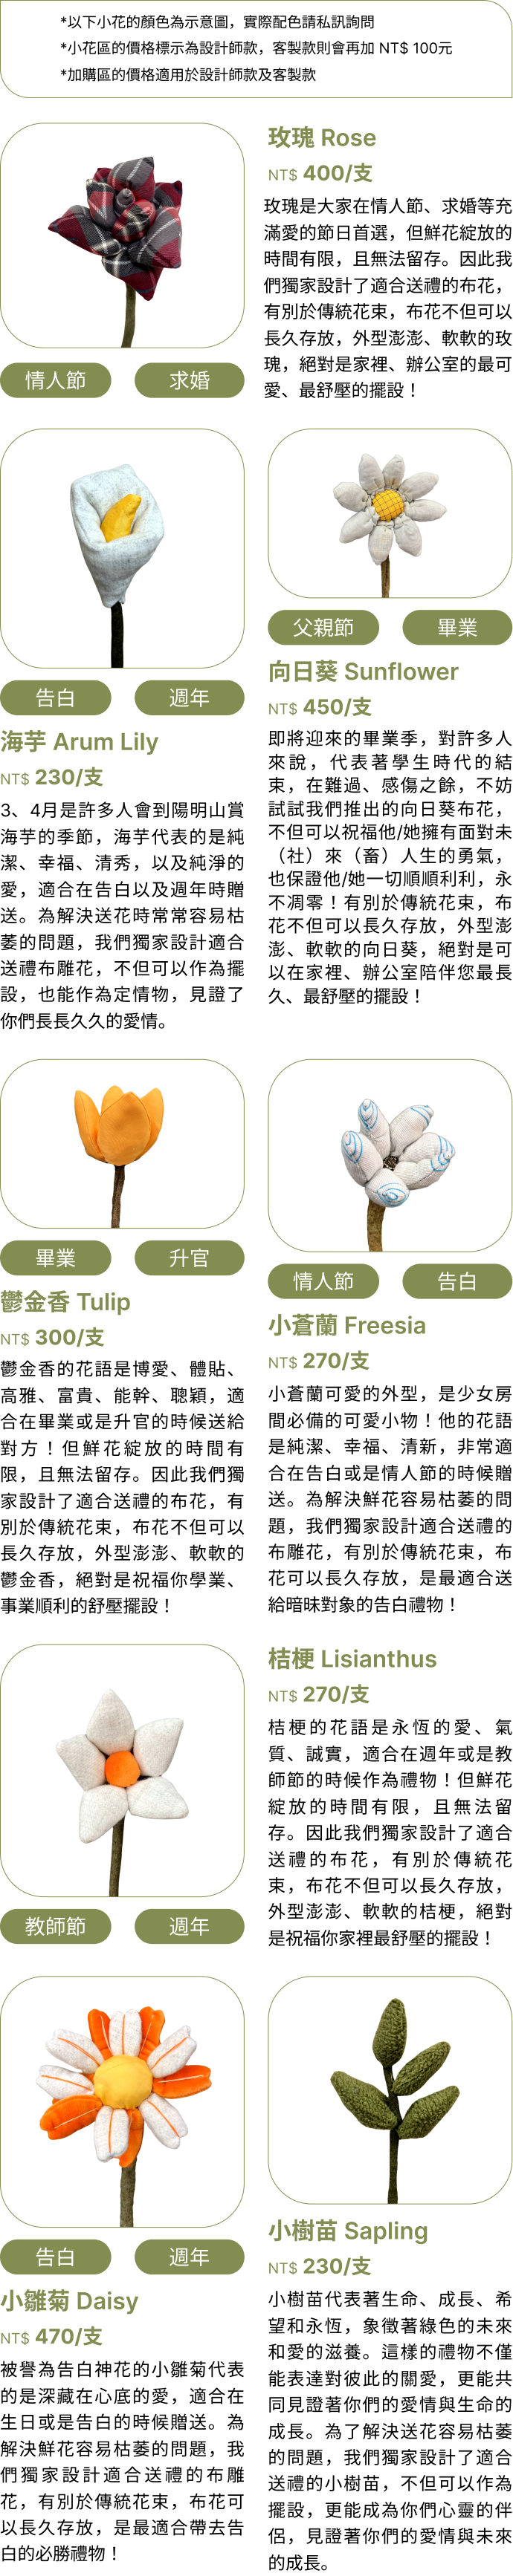 *以下小花的顏色為示意圖，實際配色請私訊詢問
*小花區的價格標示為設計師款，客製款則會再加 NT$ 100元
*加購區的價格適用於設計師款及客製款
玫瑰 Rose
NT$ 400/支
玫瑰是大家在情人節、求婚等充
滿愛的節日首選，但鮮花綻放的
時間有限，且無法留存。因此我
們獨家設計了適合送禮的布花，
有別於傳統花束，布花不但可以
長久存放，外型澎澎、軟軟的玫
瑰，絕對是家裡、辦公室的最可
愛、最舒壓的擺設！
情人節
求婚
告白
週年
海芋 Arum Lily
NT$ 230/支
3、4月是許多人會到陽明山賞
海芋的季節，海芋代表的是純
潔、幸福、清秀，以及純淨的
愛，適合在告白以及週年時贈
送。為解決送花時常常容易枯
萎的問題，我們獨家設計適合
送禮布雕花，不但可以作為擺
設，也能作為定情物，見證了
你們長長久久的愛情。
父親節
畢業
向日葵 Sunflower
NT$ 450/支
即將迎來的畢業季，對許多人
來說，代表著學生時代的結
束，在難過、感傷之餘，不妨
試試我們推出的向日葵布花，
不但可以祝福他/她擁有面對未
（社）來（畜）人生的勇氣，
也保證他/她一切順順利利，永
不凋零！有別於傳統花束，布
花不但可以長久存放，外型澎
澎、軟軟的向日葵，絕對是可
以在家裡、辦公室陪伴您最長
久、最舒壓的擺設！
畢業
升官
鬱金香 Tulip
NT$ 300/支
鬱金香的花語是博愛、體貼、
高雅、富貴、能幹、聰穎，適
合在畢業或是升官的時候送給
對方！但鮮花綻放的時間有
限，且無法留存。因此我們獨
家設計了適合送禮的布花，有
別於傳統花束，布花不但可以
長久存放，外型澎澎、軟軟的
鬱金香，絕對是祝福你學業、
事業順利的舒壓擺設！
情人節
告白
小蒼蘭 Freesia
NT$ 270/支
小蒼蘭可愛的外型，是少女房
間必備的可愛小物！他的花語
是純潔、幸福、清新，非常適
合在告白或是情人節的時候贈
送。為解決鮮花容易枯萎的問
題，我們獨家設計適合送禮的
布雕花，有別於傳統花束，布
花可以長久存放，是最適合送
給暗昧對象的告白禮物！
教師節
週年
桔梗 Lisianthus
NT$ 270/支
桔梗的花語是永恆的愛、氣
質、誠實，適合在週年或是教
師節的時候作為禮物！但鮮花
綻放的時間有限，且無法留
存。因此我們獨家設計了適合
送禮的布花，有別於傳統花
束，布花不但可以長久存放，
外型澎澎、軟軟的桔梗，絕對
是祝福你家裡最舒壓的擺設！
告白
週年
小雛菊 Daisy
NT$ 470/支
被譽為告白神花的小雛菊代表
的是深藏在心底的愛，適合在
生日或是告白的時候贈送。為
解決鮮花容易枯萎的問題，我
們獨家設計適合送禮的布雕
花，有別於傳統花束，布花可
以長久存放，是最適合帶去告
白的必勝禮物！
小樹苗 Sapling
NT$ 230/支
小樹苗代表著生命、成長、希
望和永恆，象徵著綠色的未來
和愛的滋養。這樣的禮物不僅
能表達對彼此的關愛，更能共
同見證著你們的愛情與生命的
成長。為了解決送花容易枯萎
的問題，我們獨家設計了適合
送禮的小樹苗，不但可以作為
擺設，更能成為你們心靈的伴
侶，見證著你們的愛情與未來
的成長。